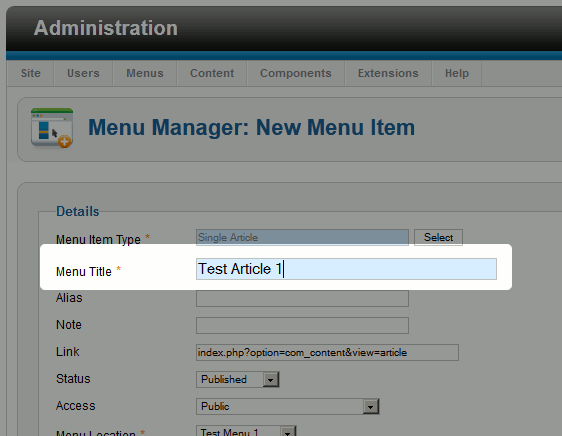 Administration
Site Users Menus Content Components Extensions Help
Menu Manager: New Menu Item
Details
Menu Item Type * Single Article Select
Menu Title * Test Article 1
Alias
Note
Link index.php?option=com_content&view=article
Status Published
Access Public
Menu Location * Test Menu 1